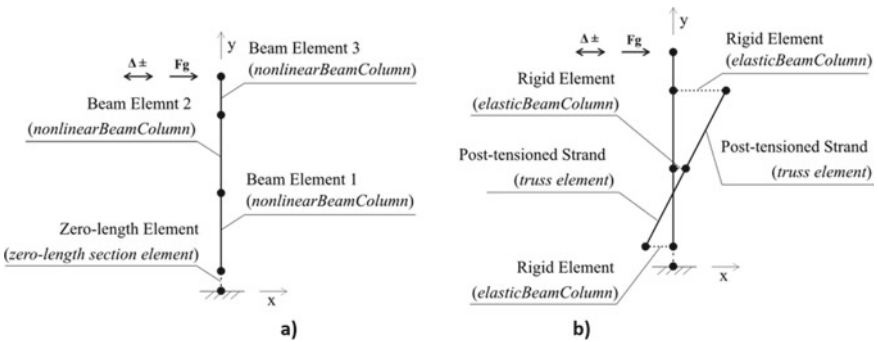 y
Beam Element 3
(nonlinearBeamColumn)
Δ ± Fg
Beam Elemnt 2
(nonlinearBeamColumn)
Beam Element 1
(nonlinearBeamColumn)
Zero-length Element
(zero-length section element)
x
a)
y
Δ ± Fg
Rigid Element
(elasticBeamColumn)
Rigid Element
(elasticBeamColumn)
Post-tensioned Strand
(truss element)
Post-tensioned Strand
(truss element)
Rigid Element
(elasticBeamColumn)
x
b)